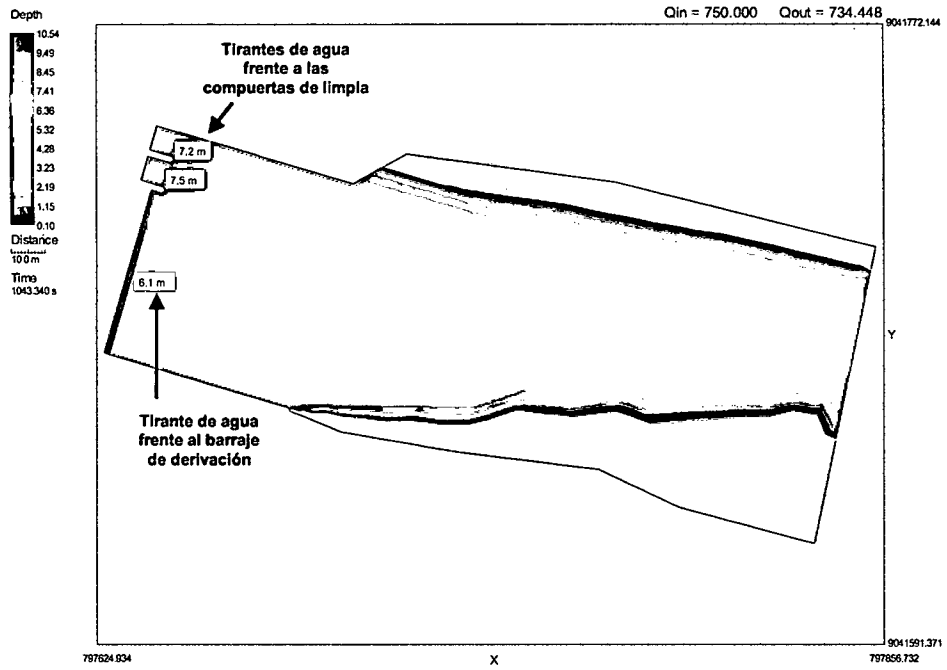 Depth
10.54
9.49
8.45
7.41
6.36
5.32
4.28
3.23
2.19
1.15
0.10
Distance
10.0 m
Time
1043.340 s
Qin = 750.000 Qout = 734.448
9041772.144
Tirantes de agua
frente a las
compuertas de limpla
7.2 m
7.5 m
6.1 m
Tirante de agua
frente al barraje
de derivación
Y
9041591.371
797624.934
X
797856.732